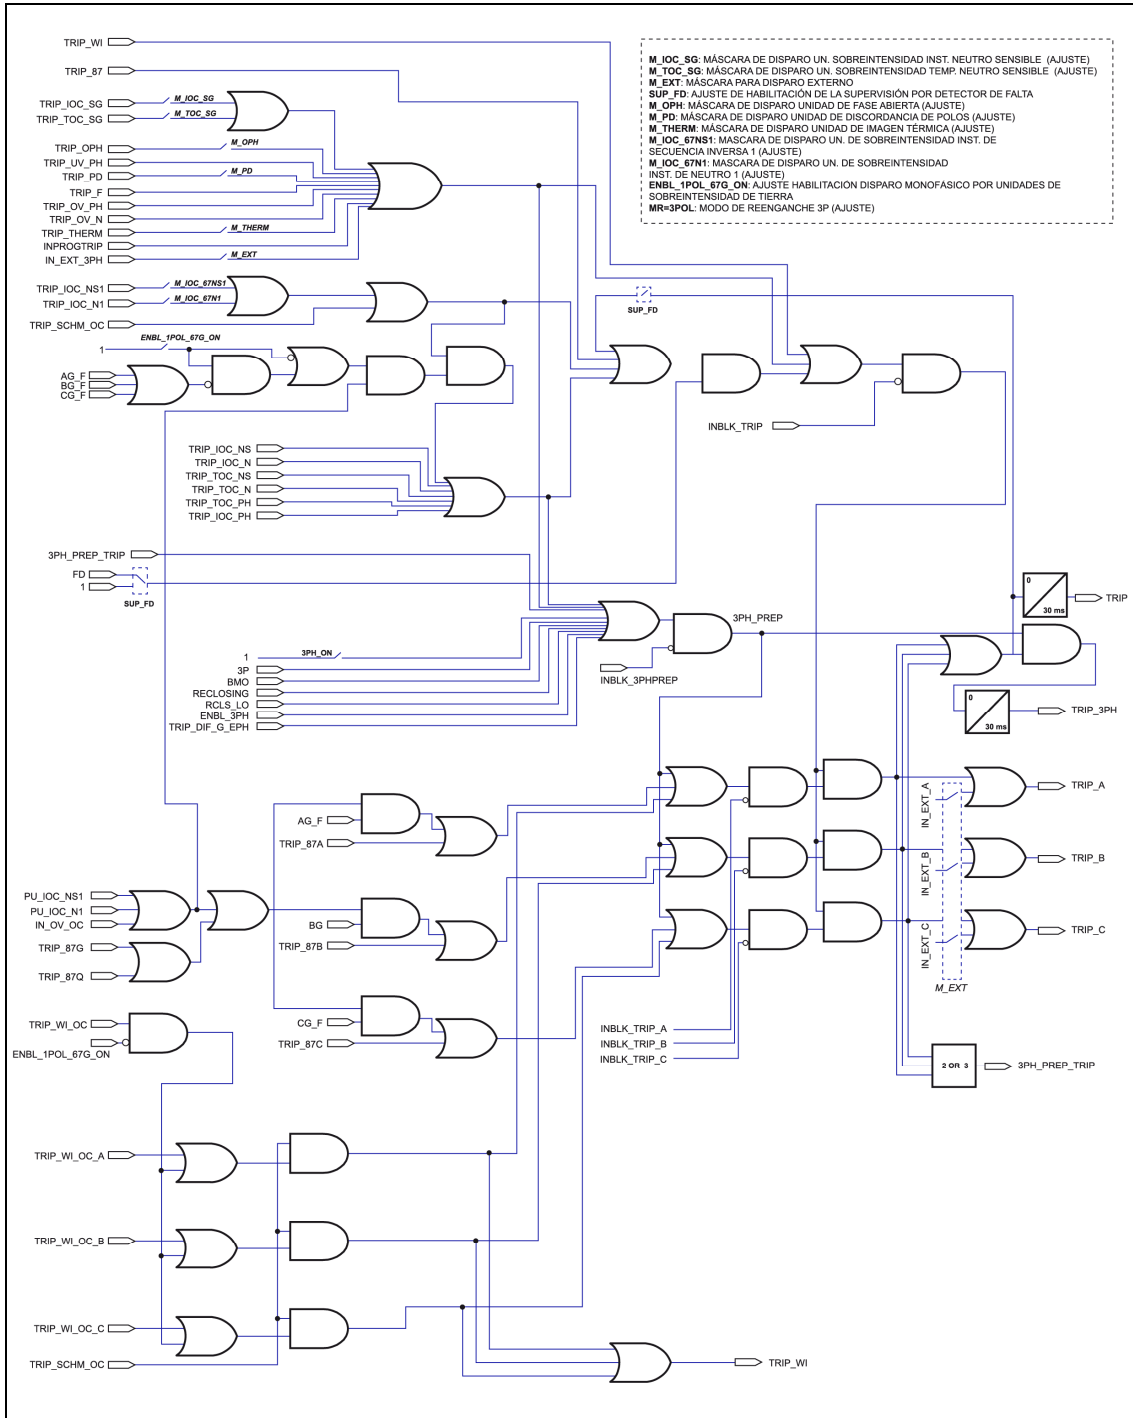 TRIP_WI
TRIP_87
TRIP_IOC_SG
M_IOC_SG
TRIP_TOC_SG
M_TOC_SG
TRIP_OPH
M_OPH
TRIP_UV_PH
TRIP_PD
M_PD
TRIP_F
TRIP_OV_PH
TRIP_OV_N
TRIP_THERM
M_THERM
INPROGTRIP
IN_EXT_3PH
M_EXT
TRIP_IOC_NS1
M_IOC_67NS1
TRIP_IOC_N1
M_IOC_67N1
TRIP_SCHM_OC
M_IOC_SG: MÁSCARA DE DISPARO UN. SOBREINTENSIDAD INST. NEUTRO SENSIBLE (AJUSTE)
M_TOC_SG: MÁSCARA DE DISPARO UN. SOBREINTENSIDAD TEMP. NEUTRO SENSIBLE (AJUSTE)
M_EXT: MÁSCARA PARA DISPARO EXTERNO
SUP_FD: AJUSTE DE HABILITACIÓN DE LA SUPERVISIÓN POR DETECTOR DE FALTA
M_OPH: MÁSCARA DE DISPARO UNIDAD DE FASE ABIERTA (AJUSTE)
M_PD: MÁSCARA DE DISPARO UNIDAD DE DISCORDANCIA DE POLOS (AJUSTE)
M_THERM: MÁSCARA DE DISPARO UNIDAD DE IMAGEN TÉRMICA (AJUSTE)
M_IOC_67NS1: MÁSCARA DE DISPARO UN. DE SOBREINTENSIDAD INST. DE
SECUENCIA INVERSA 1 (AJUSTE)
M_IOC_67N1: MASCARA DE DISPARO UN. DE SOBREINTENSIDAD
INST. DE NEUTRO 1 (AJUSTE)
ENBL_1POL_67G_ON: AJUSTE HABILITACION DISPARO MONOFASICO POR UNIDADES DE
SOBREINTENSIDAD DE TIERRA
MR=3POL: MODO DE REENGANCHE 3P (AJUSTE)
SUP_FD
ENBL_1POL_67G_ON
1
AG_F
BG_F
CG_F
INBLK_TRIP
TRIP_IOC_NS
TRIP_IOC_N
TRIP_TOC_NS
TRIP_TOC_N
TRIP_TOC_PH
TRIP_IOC_PH
3PH_PREP_TRIP
FD
1
SUP_FD
0
30 ms
TRIP
3PH_PREP
1
3PH_ON
3P
BMO
RECLOSING
RCLS_LO
ENBL_3PH
TRIP_DIF_G_EPH
INBLK_3PHPREP
0
30 ms
TRIP_3PH
AG_F
TRIP_87A
IN_EXT_A
TRIP_A
BG
TRIP_87B
IN_EXT_B
TRIP_B
PU_IOC_NS1
PU_IOC_N1
IN_OV_OC
TRIP_87G
TRIP_87Q
IN_EXT_C
TRIP_C
M_EXT
TRIP_WI_OC
ENBL_1POL_67G_ON
CG_F
TRIP_87C
INBLK_TRIP_A
INBLK_TRIP_B
INBLK_TRIP_C
2 OR 3
3PH_PREP_TRIP
TRIP_WI_OC_A
TRIP_WI_OC_B
TRIP_WI_OC_C
TRIP_SCHM_OC
TRIP_WI